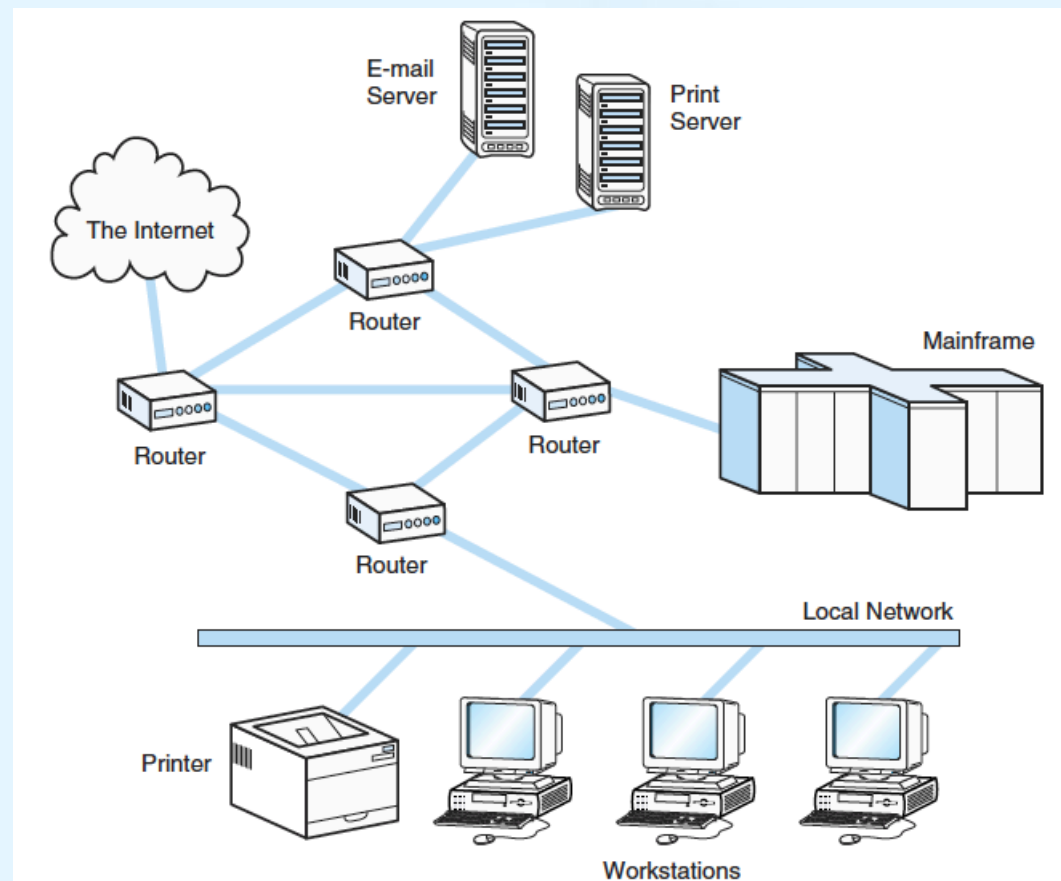 E-mail
Server
Print
Server
The Internet
Router
Mainframe
Router
Router
Router
Local Network
Printer
Workstations